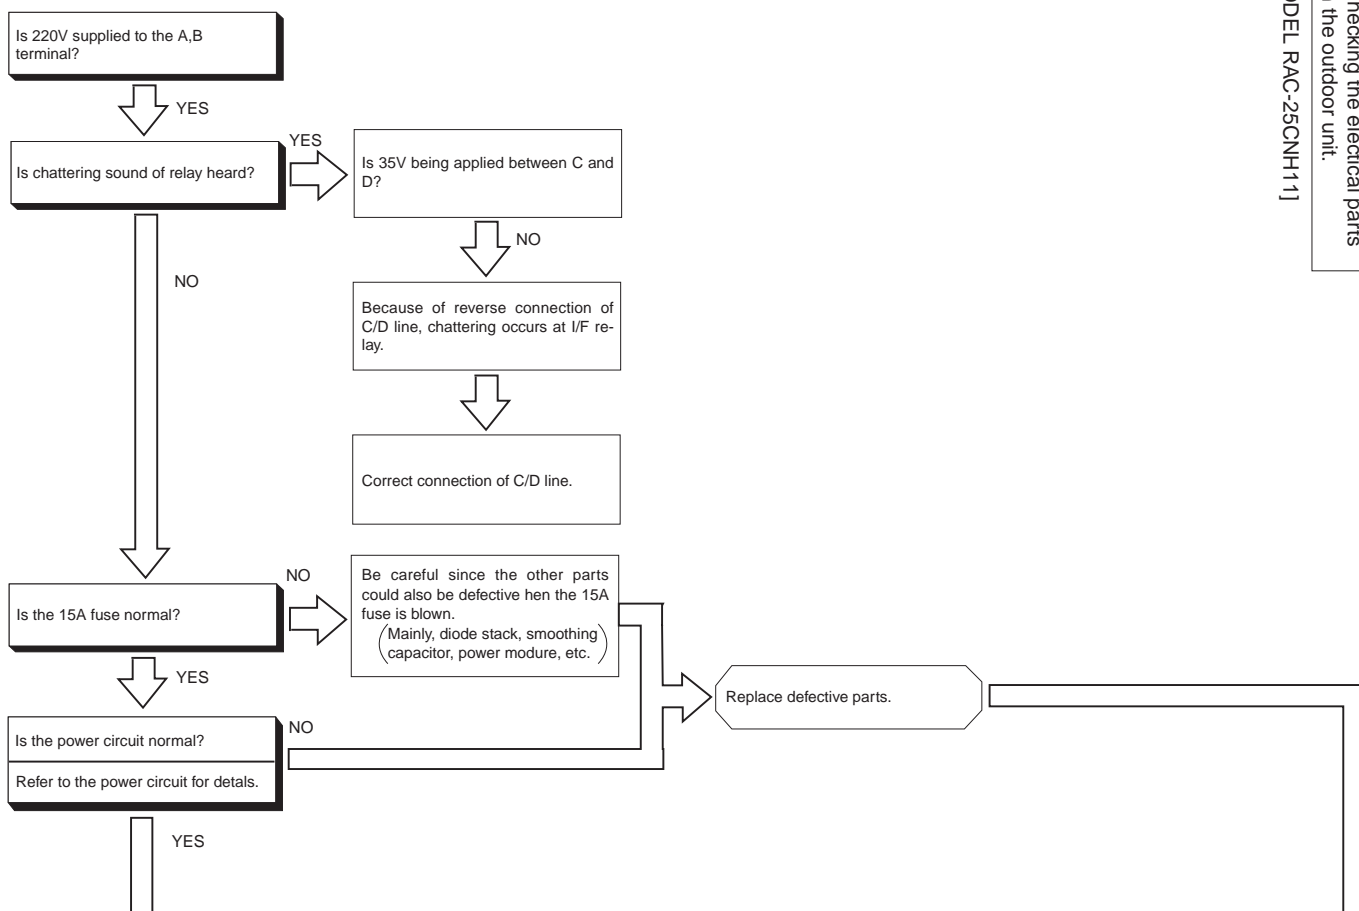 Is 220V supplied to the A,B
terminal?
YES
Is chattering sound of relay heard?
YES
Is 35V being applied between C and
D?
NO
Because of reverse connection of
C/D line, chattering occurs at I/F re-
lay.
Correct connection of C/D line.
NO
Is the 15A fuse normal?
NO
Be careful since the other parts
could also be defective hen the 15A
fuse is blown.
(Mainly, diode stack, smoothing
capacitor, power modure, etc.)
YES
Is the power circuit normal?
Refer to the power circuit for detals.
NO
Replace defective parts.
YES
the electical parts
the outdoor unit.
RAC-25CNH11]